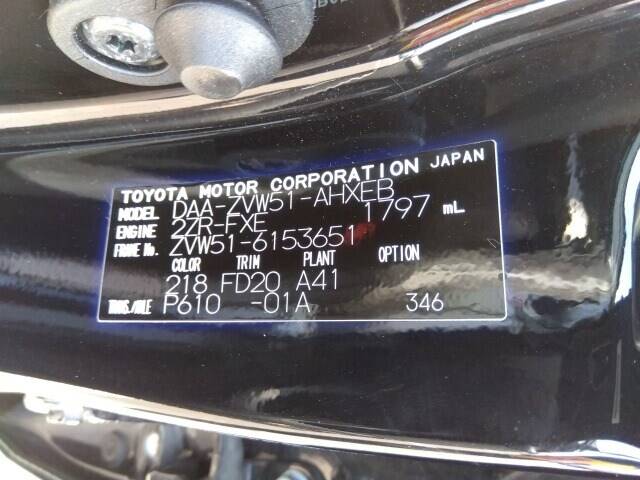 TOYOTA MOTOR CORPORATION JAPAN
MODEL DAA-ZVW51-AHXEB
ENGINE 2ZR-FXE 1797 mL
FRAME No. ZVW51-6153651
COLOR TRIM PLANT OPTION
218 FD20 A41
TRANS./AXLE P610 -01A 346